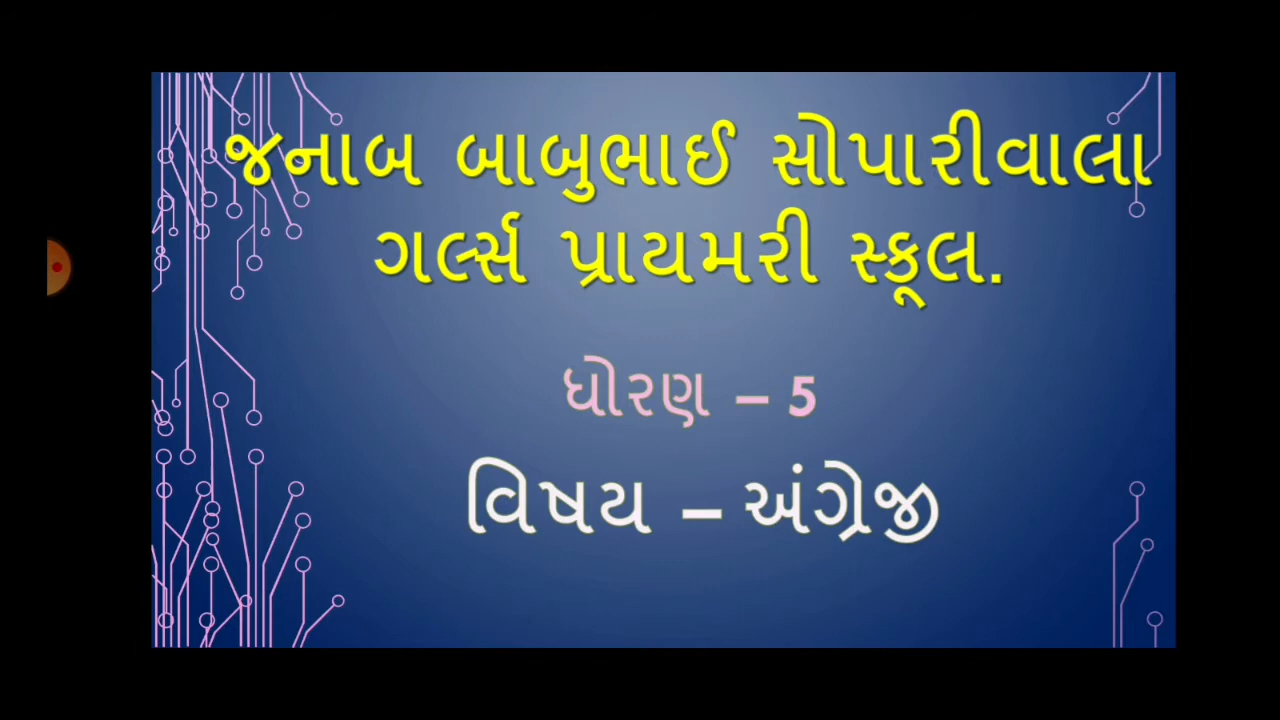 જનાબ બાબુભાઈ સોપારીવાલા
ગર્લ્સ પ્રાયમરી સ્કૂલ.
ધોરણ – 5
વિષય – અંગ્રેજી